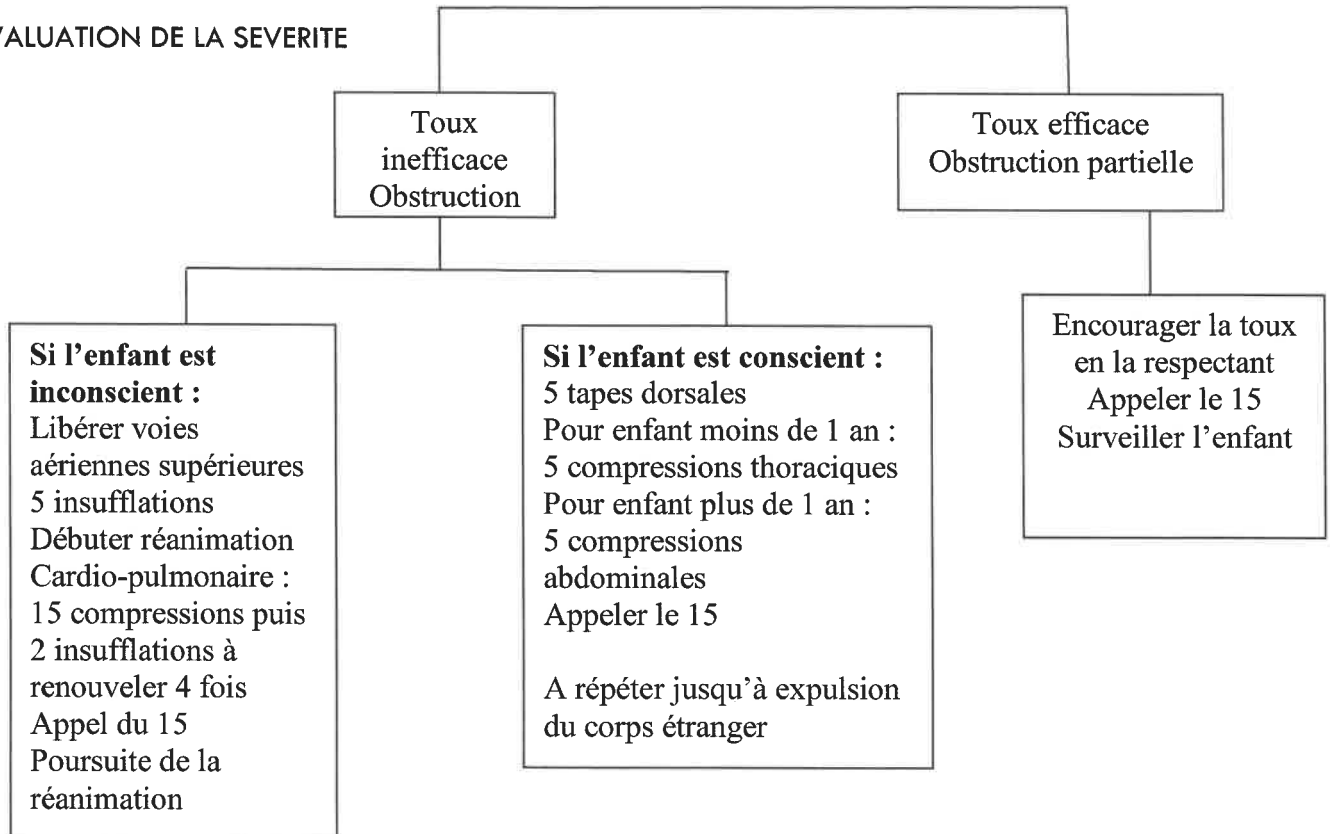 VALUATION DE LA SEVERITE
Toux
inefficace
Obstruction
Toux efficace
Obstruction partielle
Si l'enfant est
inconscient :
Libérer voies
aériennes supérieures
5 insufflations
Débuter réanimation
Cardio-pulmonaire :
15 compressions puis
2 insufflations à
renouveler 4 fois
Appel du 15
Poursuite de la
réanimation
Si l'enfant est conscient :
5 tapes dorsales
Pour enfant moins de 1 an :
5 compressions thoraciques
Pour enfant plus de 1 an :
5 compressions
abdominales
Appeler le 15
A répéter jusqu'à expulsion
du corps étranger
Encourager la toux
en la respectant
Appeler le 15
Surveiller l'enfant